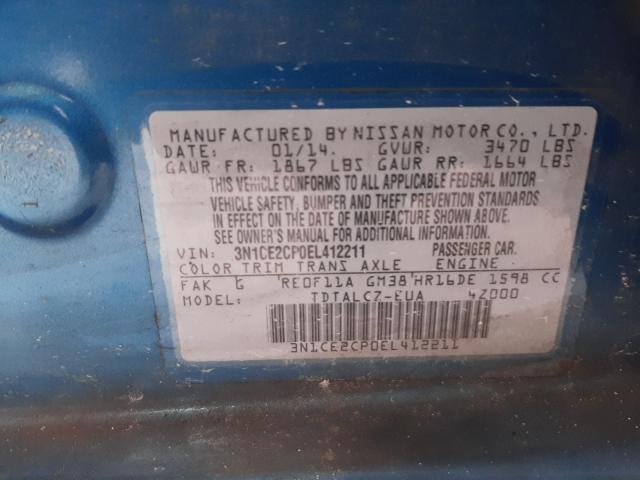 MANUFACTURED BY NISSAN MOTOR CO., LTD.
DATE: 01/14. GVWR: 3470 LBS
GAWR FR: 1867 LBS GAWR RR: 1664 LBS
THIS VEHICLE CONFORMS TO ALL APPLICABLE FEDERAL MOTOR
VEHICLE SAFETY, BUMPER AND THEFT PREVENTION STANDARDS
IN EFFECT ON THE DATE OF MANUFACTURE SHOWN ABOVE.
SEE OWNER'S MANUAL FOR ADDITIONAL INFORMATION.
VIN: 3N1CE2CP0EL412211 PASSENGER CAR.
COLOR TRIM TRANS AXLE ENGINE
FAK G RE0F11A GM38 HR16DE 1598 CC
MODEL: TDTALCZ-EUA 4Z000
3N1CE2CP0EL412211